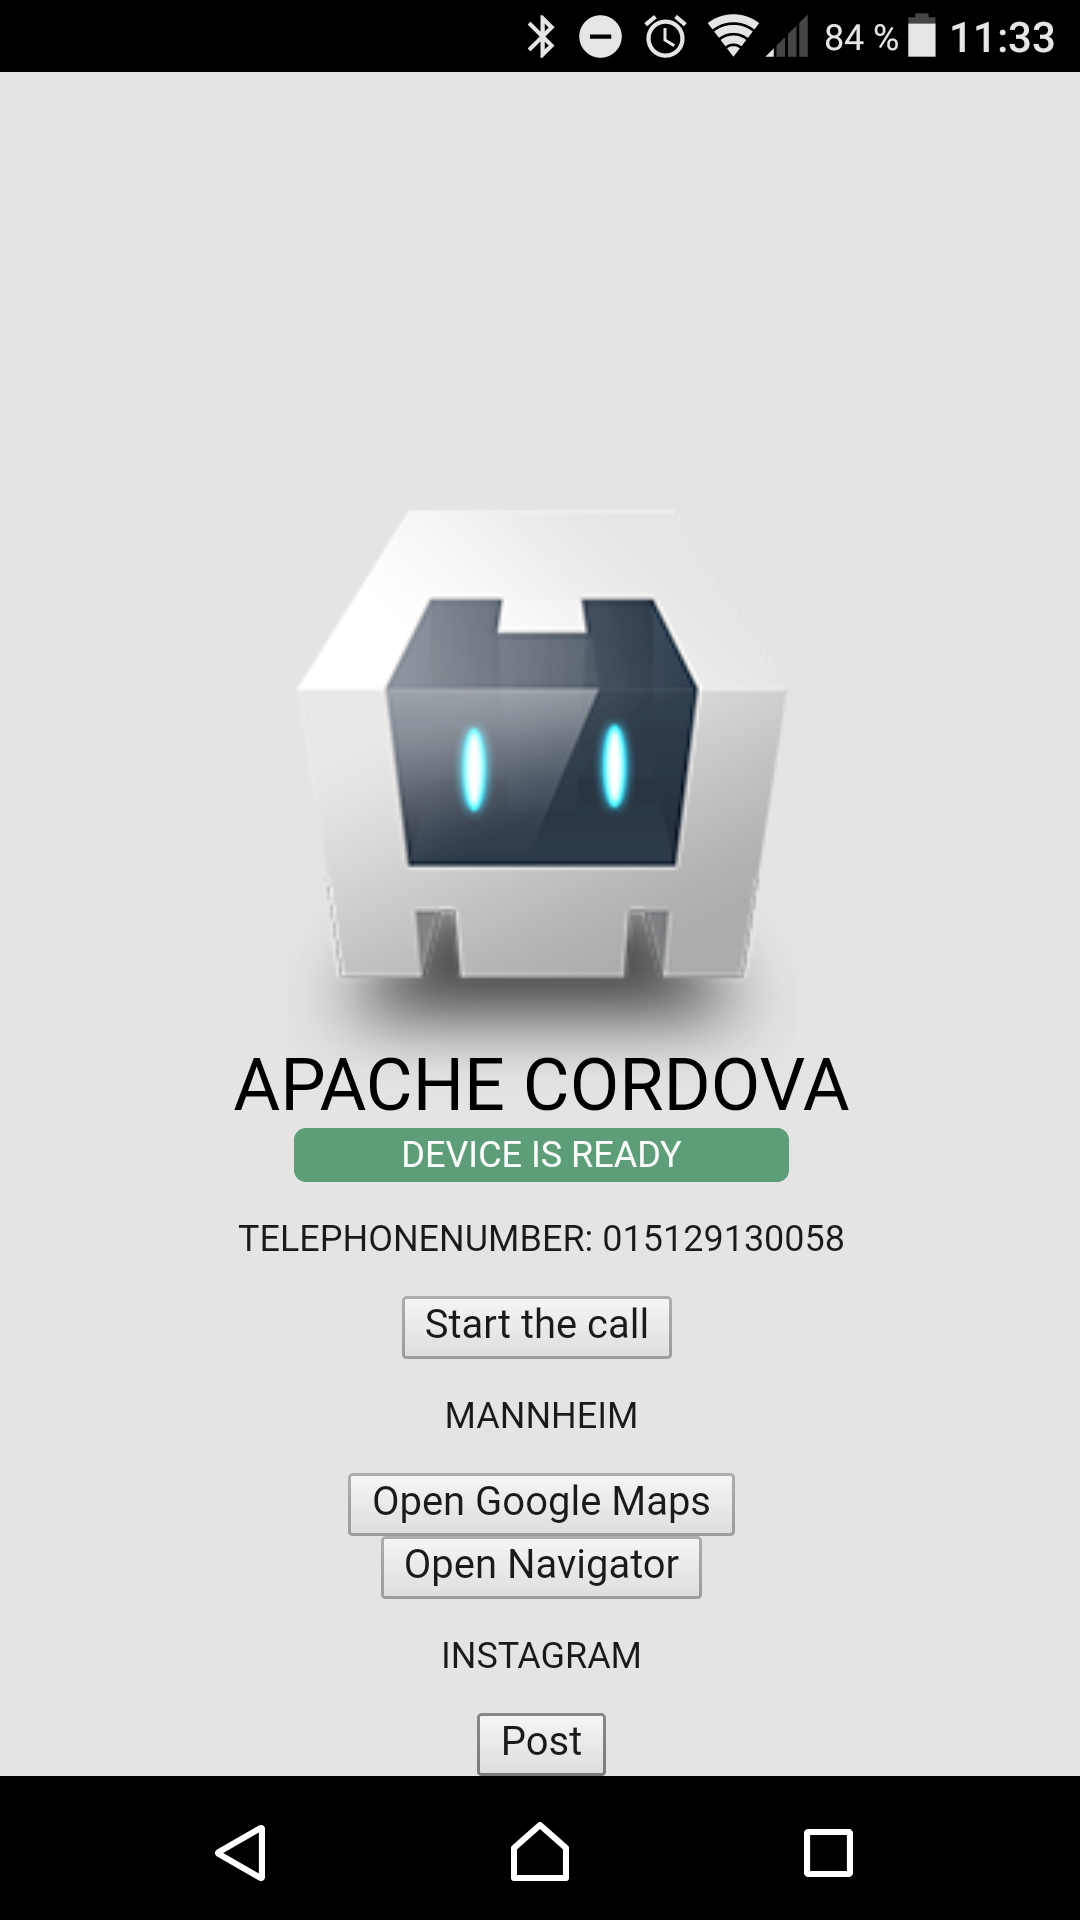 84 % 11:33
APACHE CORDOVA
DEVICE IS READY
TELEPHONENUMBER: 015129130058
Start the call
MANNHEIM
Open Google Maps
Open Navigator
INSTAGRAM
Post